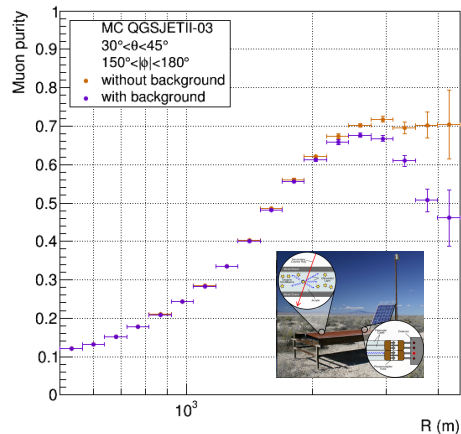 Muon purity
1
0.9
0.8
0.7
0.6
0.5
0.4
0.3
0.2
0.1
0
MC QGSJETII-03
30°<θ<45°
150°<|ϕ|<180°
without background
with background
10³
R (m)